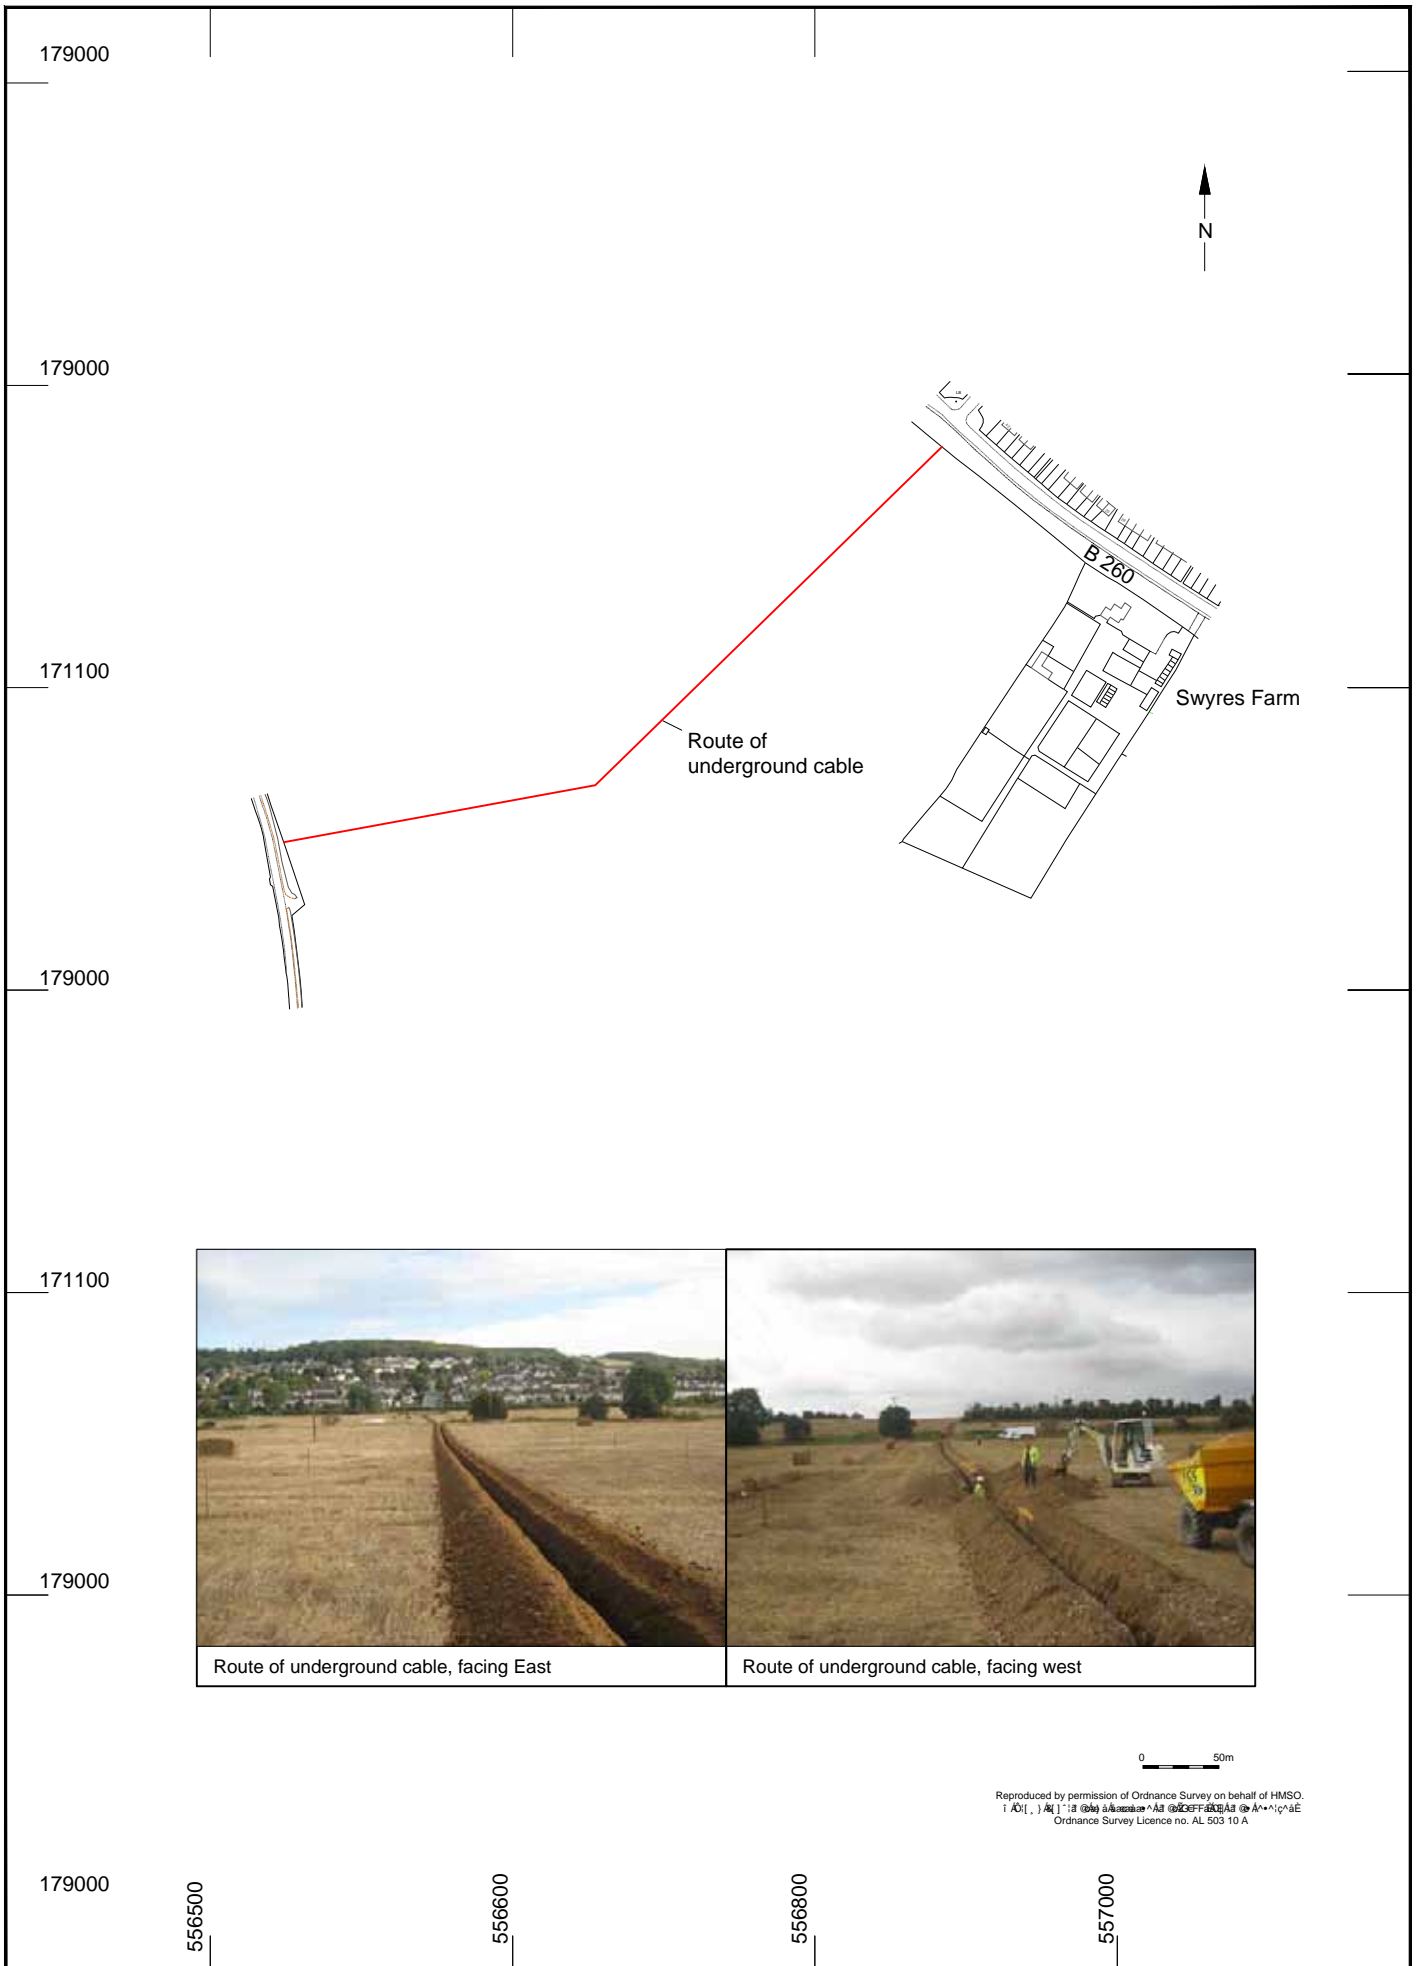 179000
N
179000
B 260
171100
Swyres Farm
Route of
underground cable
179000
171100
179000
Route of underground cable, facing East
Route of underground cable, facing west
0 50m
Reproduced by permission of Ordnance Survey on behalf of HMSO.
Ordnance Survey Licence no. AL 503 10 A
179000
556500
556600
556800
557000